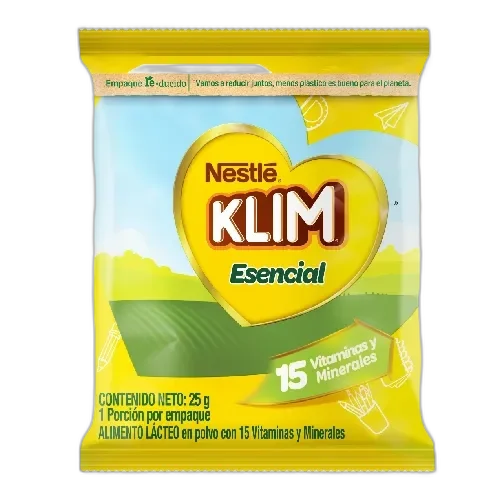 Empaque re-ducido | Vamos a reducir juntos, menos plástico es bueno para el planeta.
Nestlé®
KLIM®
Esencial
15 Vitaminas y
Minerales
CONTENIDO NETO: 25 g
1 Porción por empaque
ALIMENTO LÁCTEO en polvo con 15 Vitaminas y Minerales